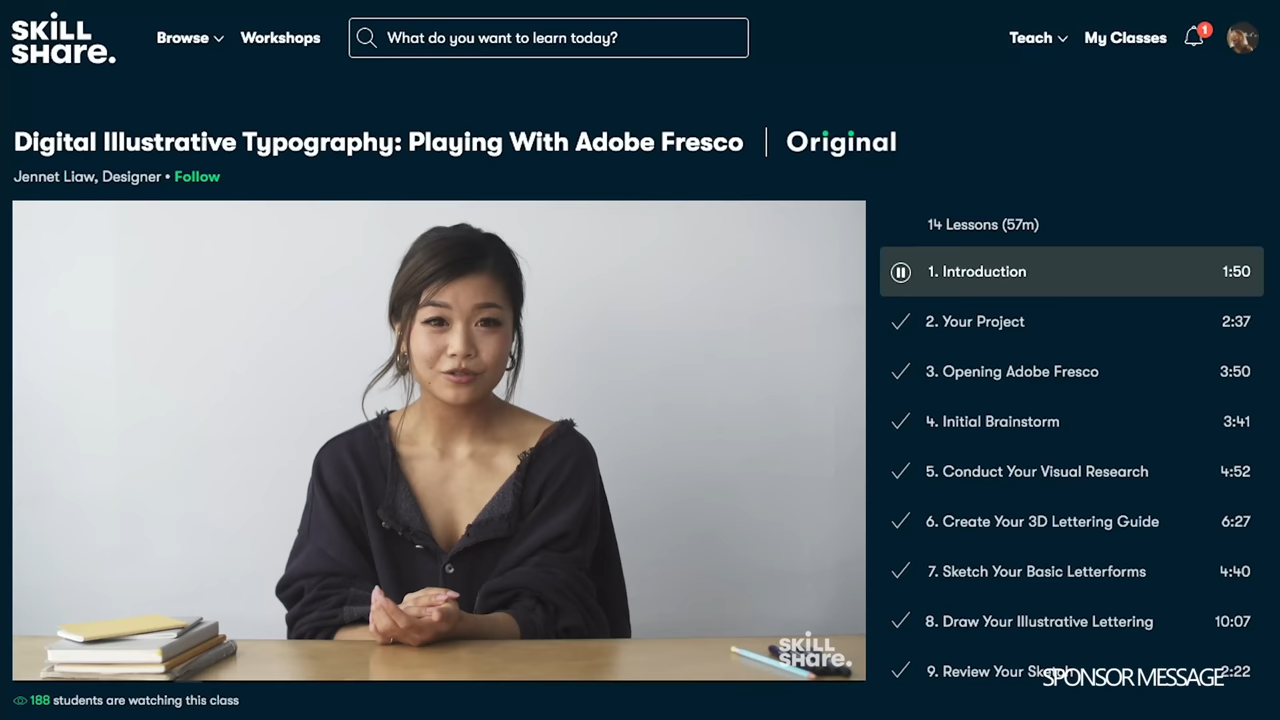 SKILL
SHARE.
Browse
Workshops
What do you want to learn today?
Teach
My Classes
1
Digital Illustrative Typography: Playing With Adobe Fresco | Original
Jennet Liaw, Designer • Follow
14 Lessons (57m)
1. Introduction 1:50
2. Your Project 2:37
3. Opening Adobe Fresco 3:50
4. Initial Brainstorm 3:41
5. Conduct Your Visual Research 4:52
6. Create Your 3D Lettering Guide 6:27
7. Sketch Your Basic Letterforms 4:40
8. Draw Your Illustrative Lettering 10:07
9. Review Your Sketch 2:22
SPONSOR MESSAGE
SKILL
SHARE.
188 students are watching this class